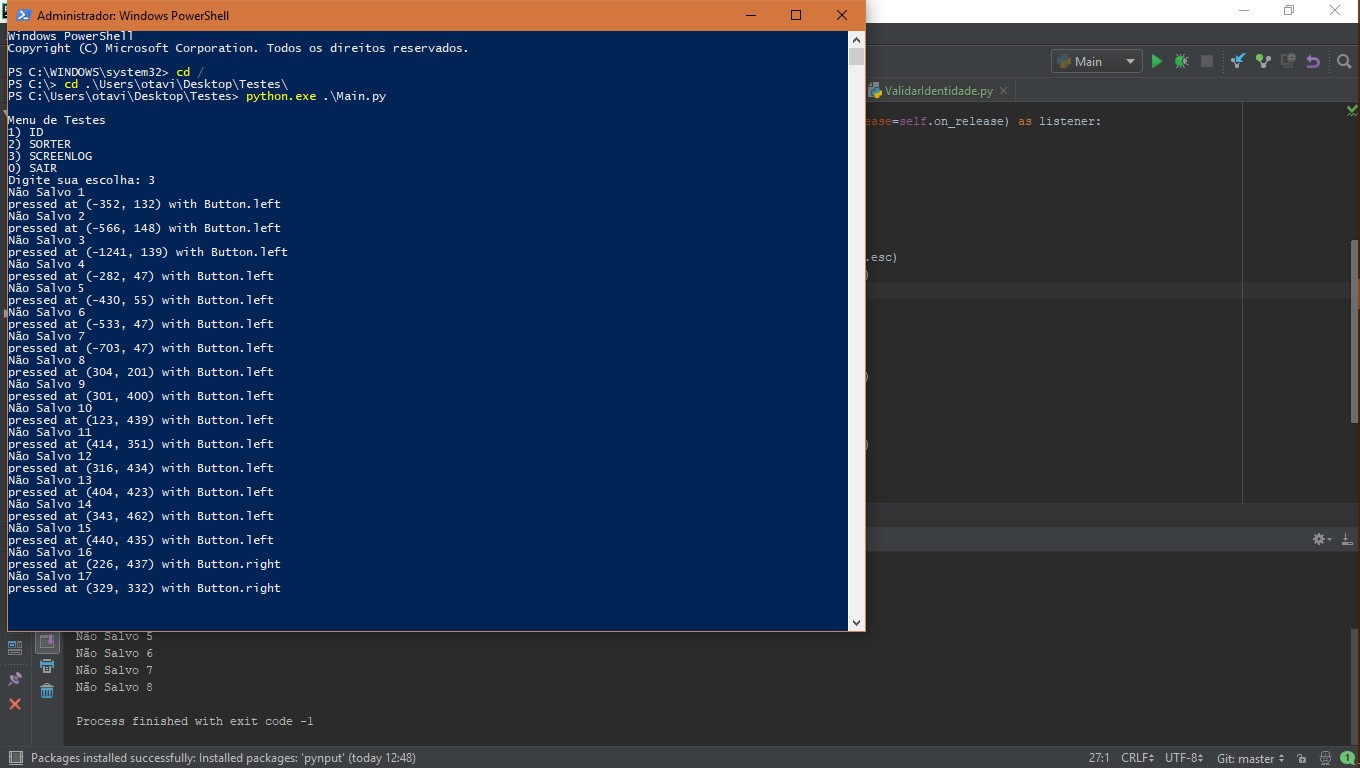 Administrador: Windows PowerShell
Windows PowerShell
Copyright (C) Microsoft Corporation. Todos os direitos reservados.
PS C:\WINDOWS\system32> cd /
PS C:\> cd .\Users\otavi\Desktop\Testes\
PS C:\Users\otavi\Desktop\Testes> python.exe .\Main.py
Menu de Testes
1) ID
2) SORTER
3) SCREENLOG
0) SAIR
Digite sua escolha: 3
Não Salvo 1
pressed at (-352, 132) with Button.left
Não Salvo 2
pressed at (-566, 148) with Button.left
Não Salvo 3
pressed at (-1241, 139) with Button.left
Não Salvo 4
pressed at (-282, 47) with Button.left
Não Salvo 5
pressed at (-430, 55) with Button.left
Não Salvo 6
pressed at (-533, 47) with Button.left
Não Salvo 7
pressed at (-703, 47) with Button.left
Não Salvo 8
pressed at (304, 201) with Button.left
Não Salvo 9
pressed at (301, 400) with Button.left
Não Salvo 10
pressed at (123, 439) with Button.left
Não Salvo 11
pressed at (414, 351) with Button.left
Não Salvo 12
pressed at (316, 434) with Button.left
Não Salvo 13
pressed at (404, 423) with Button.left
Não Salvo 14
pressed at (343, 462) with Button.left
Não Salvo 15
pressed at (440, 435) with Button.left
Não Salvo 16
pressed at (226, 437) with Button.right
Não Salvo 17
pressed at (329, 332) with Button.right
Main
ValidarIdentidade.py
ease=self.on_release) as listener:
.esc)
)
)
)
Não Salvo 5
Não Salvo 6
Não Salvo 7
Não Salvo 8
Process finished with exit code -1
Packages installed successfully: Installed packages: 'pynput' (today 12:48)
27:1 CRLF UTF-8 Git: master 1